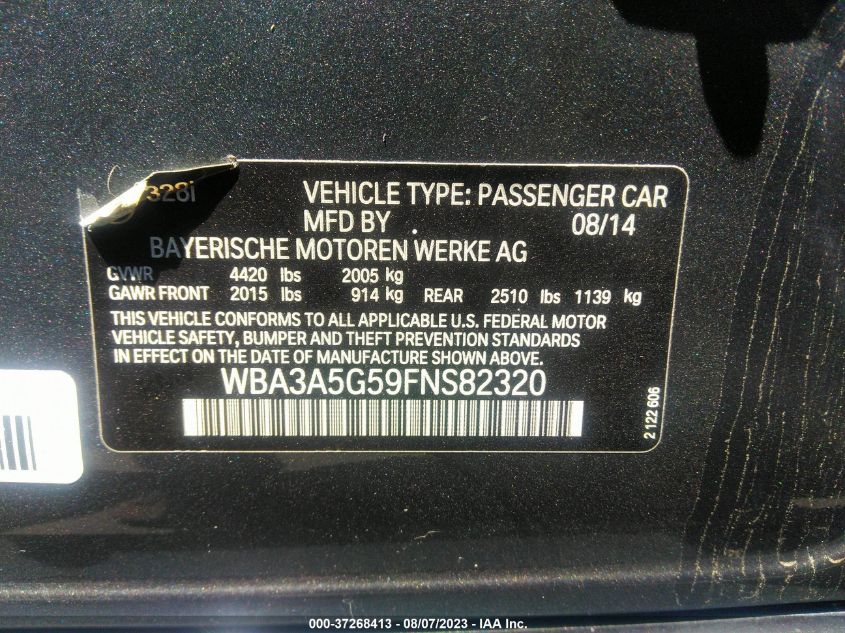 328i
VEHICLE TYPE: PASSENGER CAR
MFD BY . 08/14
BAYERISCHE MOTOREN WERKE AG
GVWR 4420 lbs 2005 kg
GAWR FRONT 2015 lbs 914 kg REAR 2510 lbs 1139 kg
THIS VEHICLE CONFORMS TO ALL APPLICABLE U.S. FEDERAL MOTOR
VEHICLE SAFETY, BUMPER AND THEFT PREVENTION STANDARDS
IN EFFECT ON THE DATE OF MANUFACTURE SHOWN ABOVE.
WBA3A5G59FNS82320
2 122 606
000-37268413 - 08/07/2023 - IAA Inc.